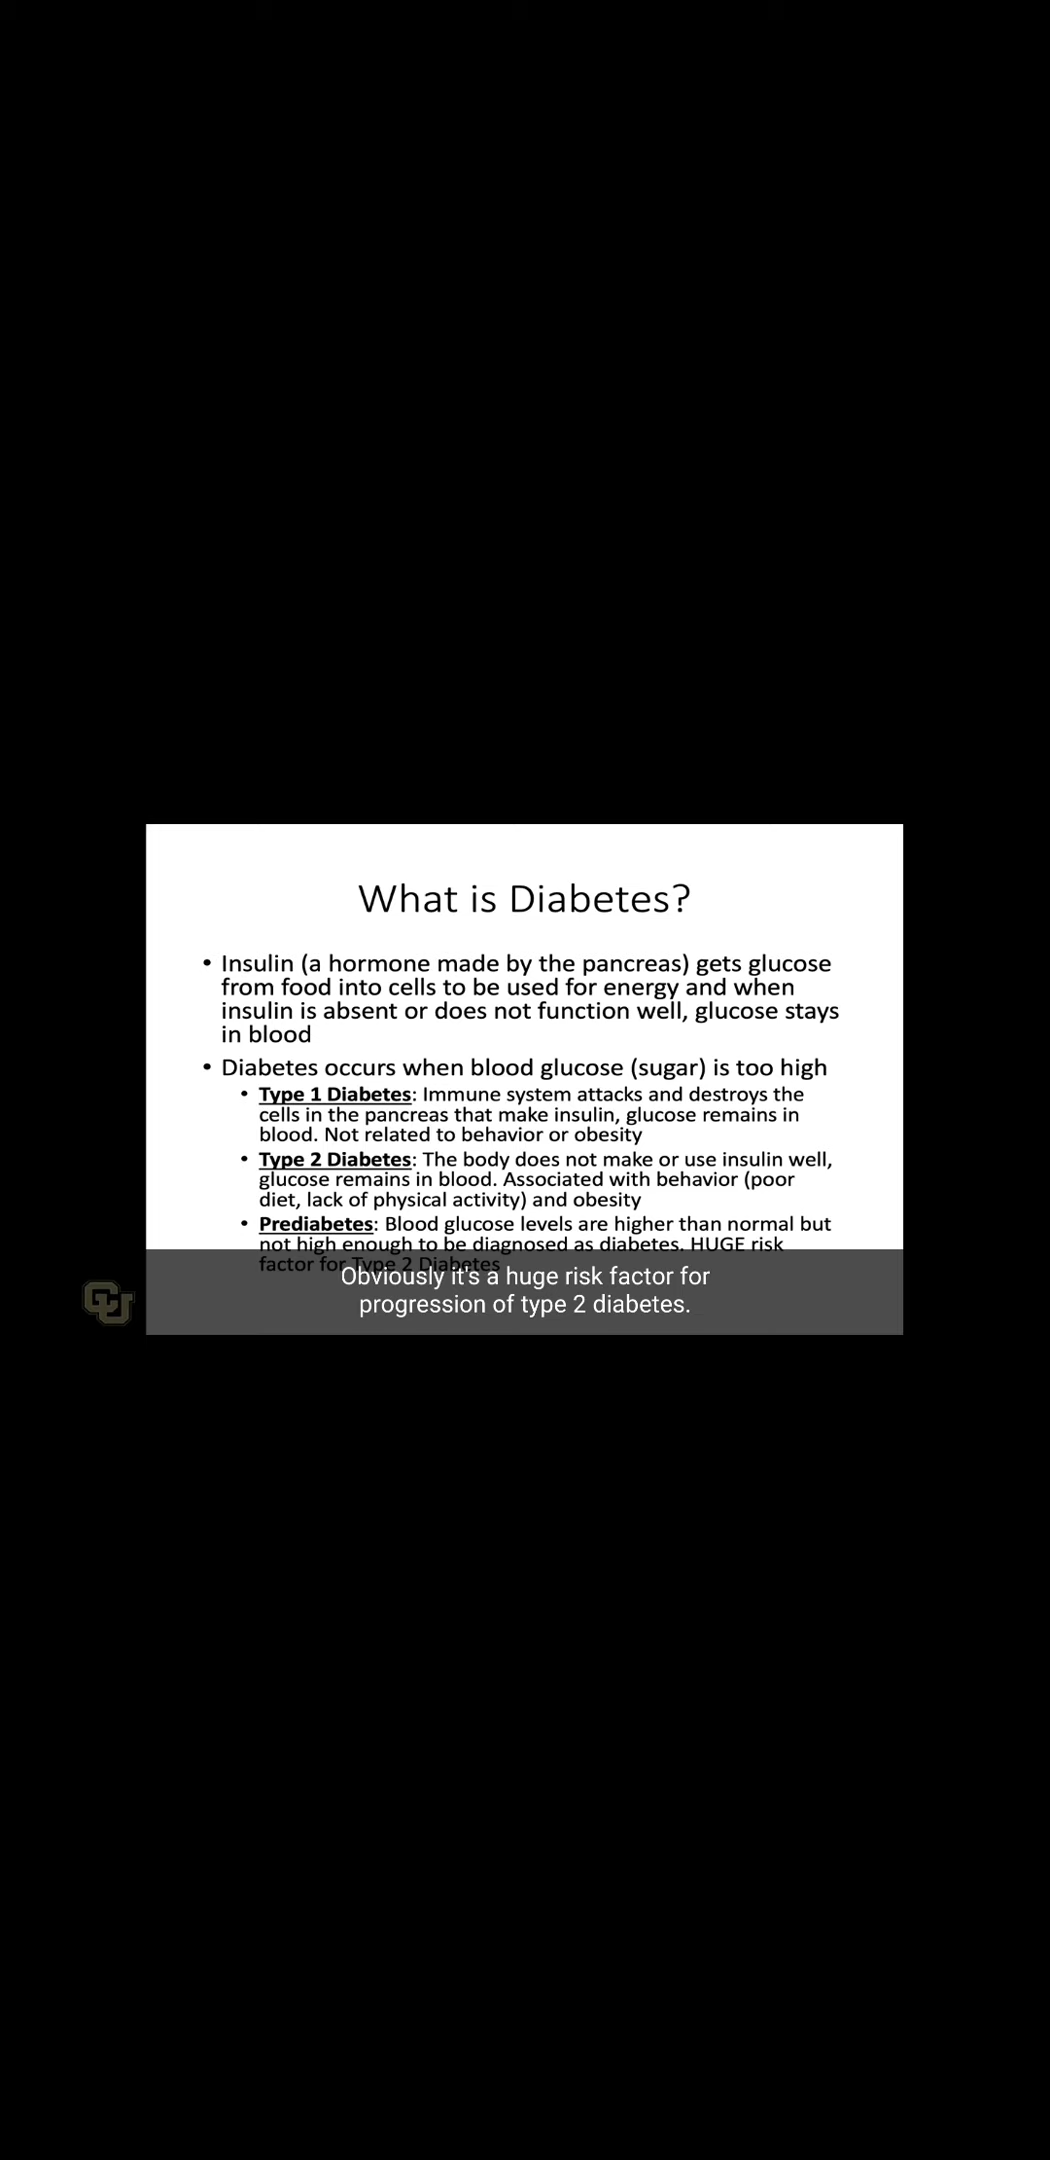 What is Diabetes?
• Insulin (a hormone made by the pancreas) gets glucose
from food into cells to be used for energy and when
insulin is absent or does not function well, glucose stays
in blood
• Diabetes occurs when blood glucose (sugar) is too high
• Type 1 Diabetes: Immune system attacks and destroys the
cells in the pancreas that make insulin, glucose remains in
blood. Not related to behavior or obesity
• Type 2 Diabetes: The body does not make or use insulin well,
glucose remains in blood. Associated with behavior (poor
diet, lack of physical activity) and obesity
• Prediabetes: Blood glucose levels are higher than normal but
not high enough to be diagnosed as diabetes. HUGE risk
factor for Type 2 Diabetes
Obviously it's a huge risk factor for
progression of type 2 diabetes.
CU